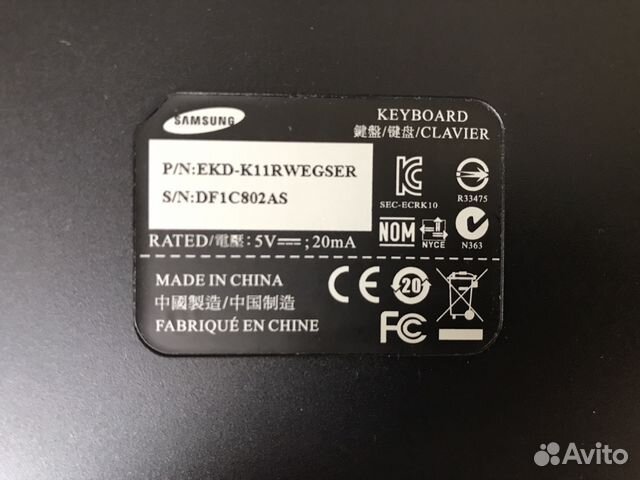 SAMSUNG
KEYBOARD
鍵盤/键盘/CLAVIER
P/N:EKD-K11RWEGSER
S/N:DF1C802AS
SEC-ECRK10
R33475
NOM
NYCE
N363
RATED/電壓: 5V⎓; 20mA
MADE IN CHINA
中國製造/中国制造
FABRIQUÉ EN CHINE
CE
20
FC
Avito